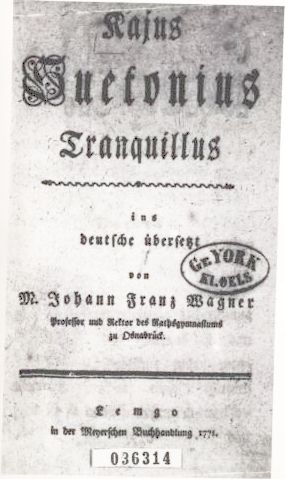 Kajus
Suetonius
Tranquillus
ins
deutsche übersetzt
von
M. Johann Franz Wagner
Professor und Rektor des Rathsgymnasiums
zu Osnabrück.
Gr. YORK
KL. OELS
Lemgo
in der Meyerschen Buchhandlung 1771.
036314